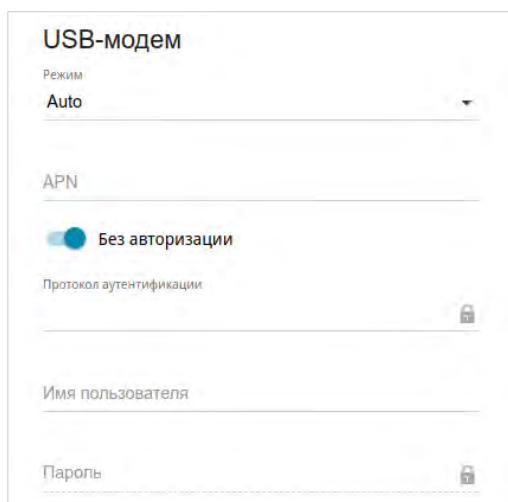 USB-модем
Режим
Auto
APN
Без авторизации
Протокол аутентификации
Имя пользователя
Пароль